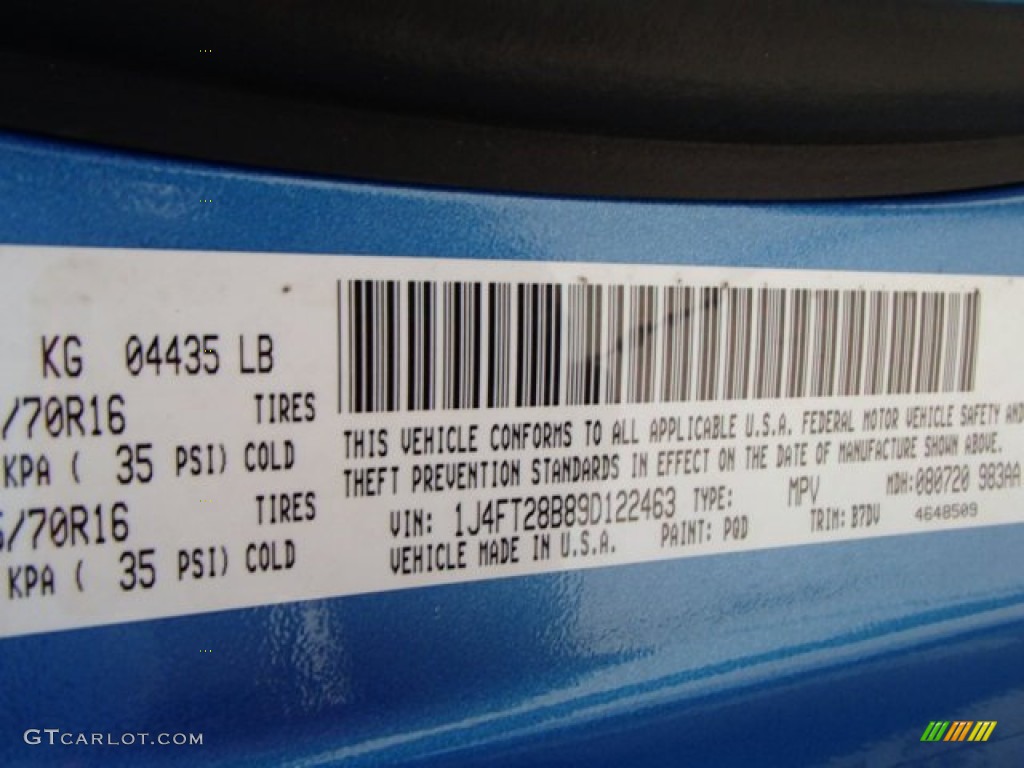 KG 04435 LB
/70R16 TIRES
KPA ( 35 PSI) COLD
/70R16 TIRES
KPA ( 35 PSI) COLD
THIS VEHICLE CONFORMS TO ALL APPLICABLE U.S.A. FEDERAL MOTOR VEHICLE SAFETY AND
THEFT PREVENTION STANDARDS IN EFFECT ON THE DATE OF MANUFACTURE SHOWN ABOVE.
VIN: 1J4FT28B89D122463 TYPE: MPV MDH:080720 983AA
VEHICLE MADE IN U.S.A. PAINT: PQD TRIM: B7DV 4648509
GTCARLOT.COM